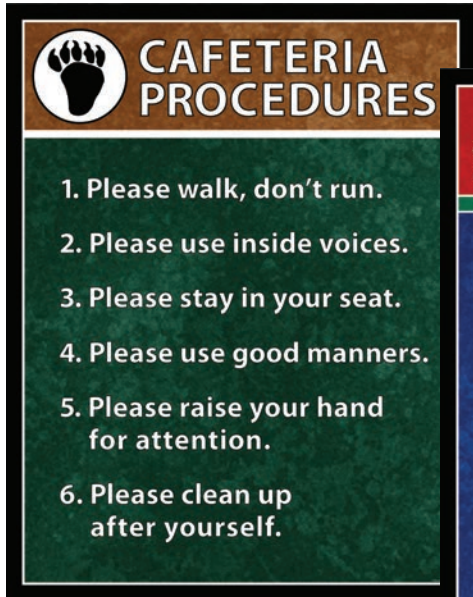 CAFETERIA
PROCEDURES
1. Please walk, don't run.
2. Please use inside voices.
3. Please stay in your seat.
4. Please use good manners.
5. Please raise your hand
for attention.
6. Please clean up
after yourself.